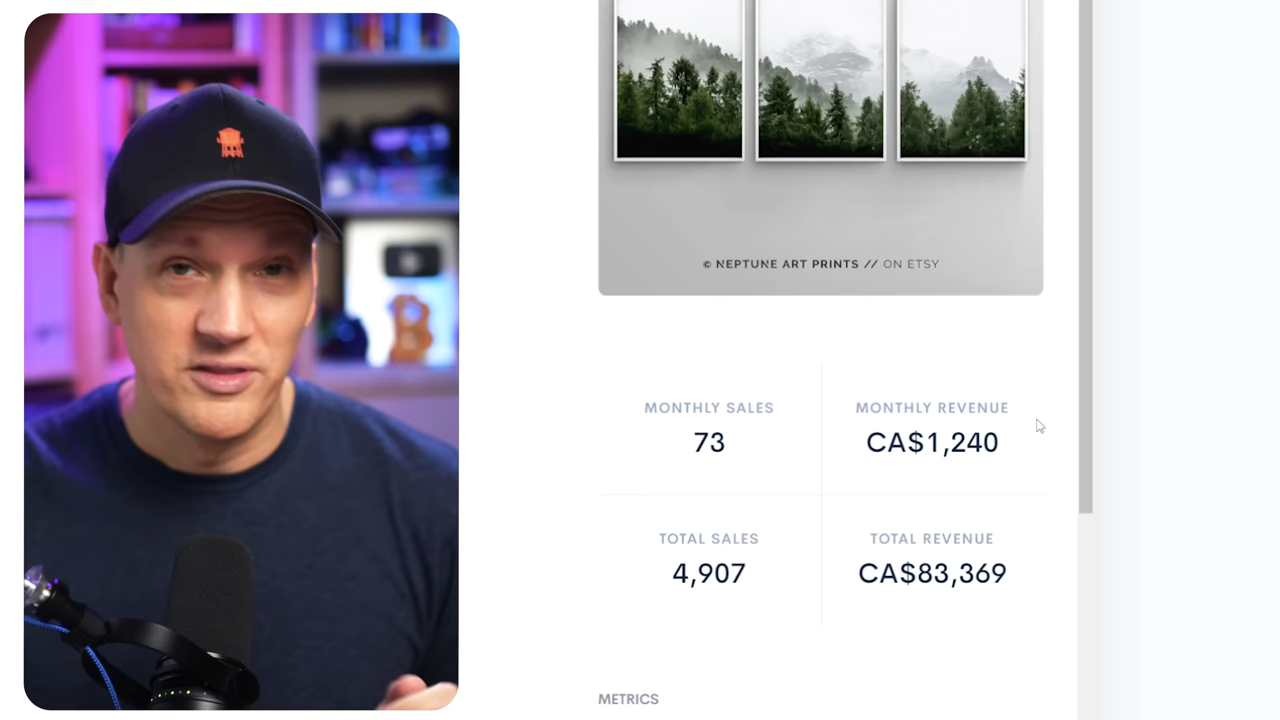 © NEPTUNE ART PRINTS // ON ETSY
MONTHLY SALES
73
MONTHLY REVENUE
CA$1,240
TOTAL SALES
4,907
TOTAL REVENUE
CA$83,369
METRICS